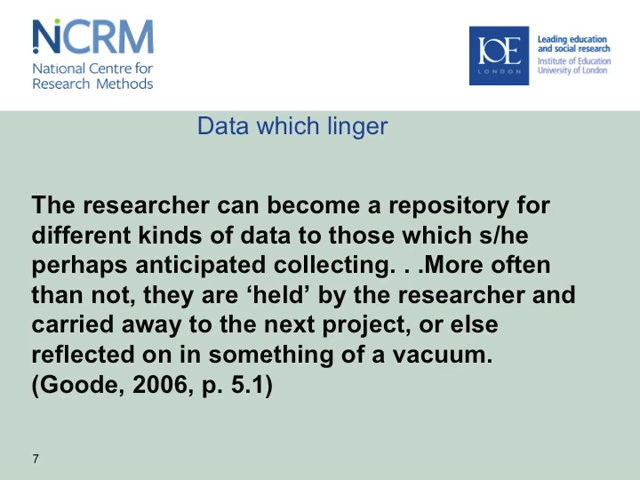 NCRM
National Centre for
Research Methods
IOE
LONDON
Leading education
and social research
Institute of Education
University of London
Data which linger
The researcher can become a repository for
different kinds of data to those which s/he
perhaps anticipated collecting. . .More often
than not, they are ‘held’ by the researcher and
carried away to the next project, or else
reflected on in something of a vacuum.
(Goode, 2006, p. 5.1)
7